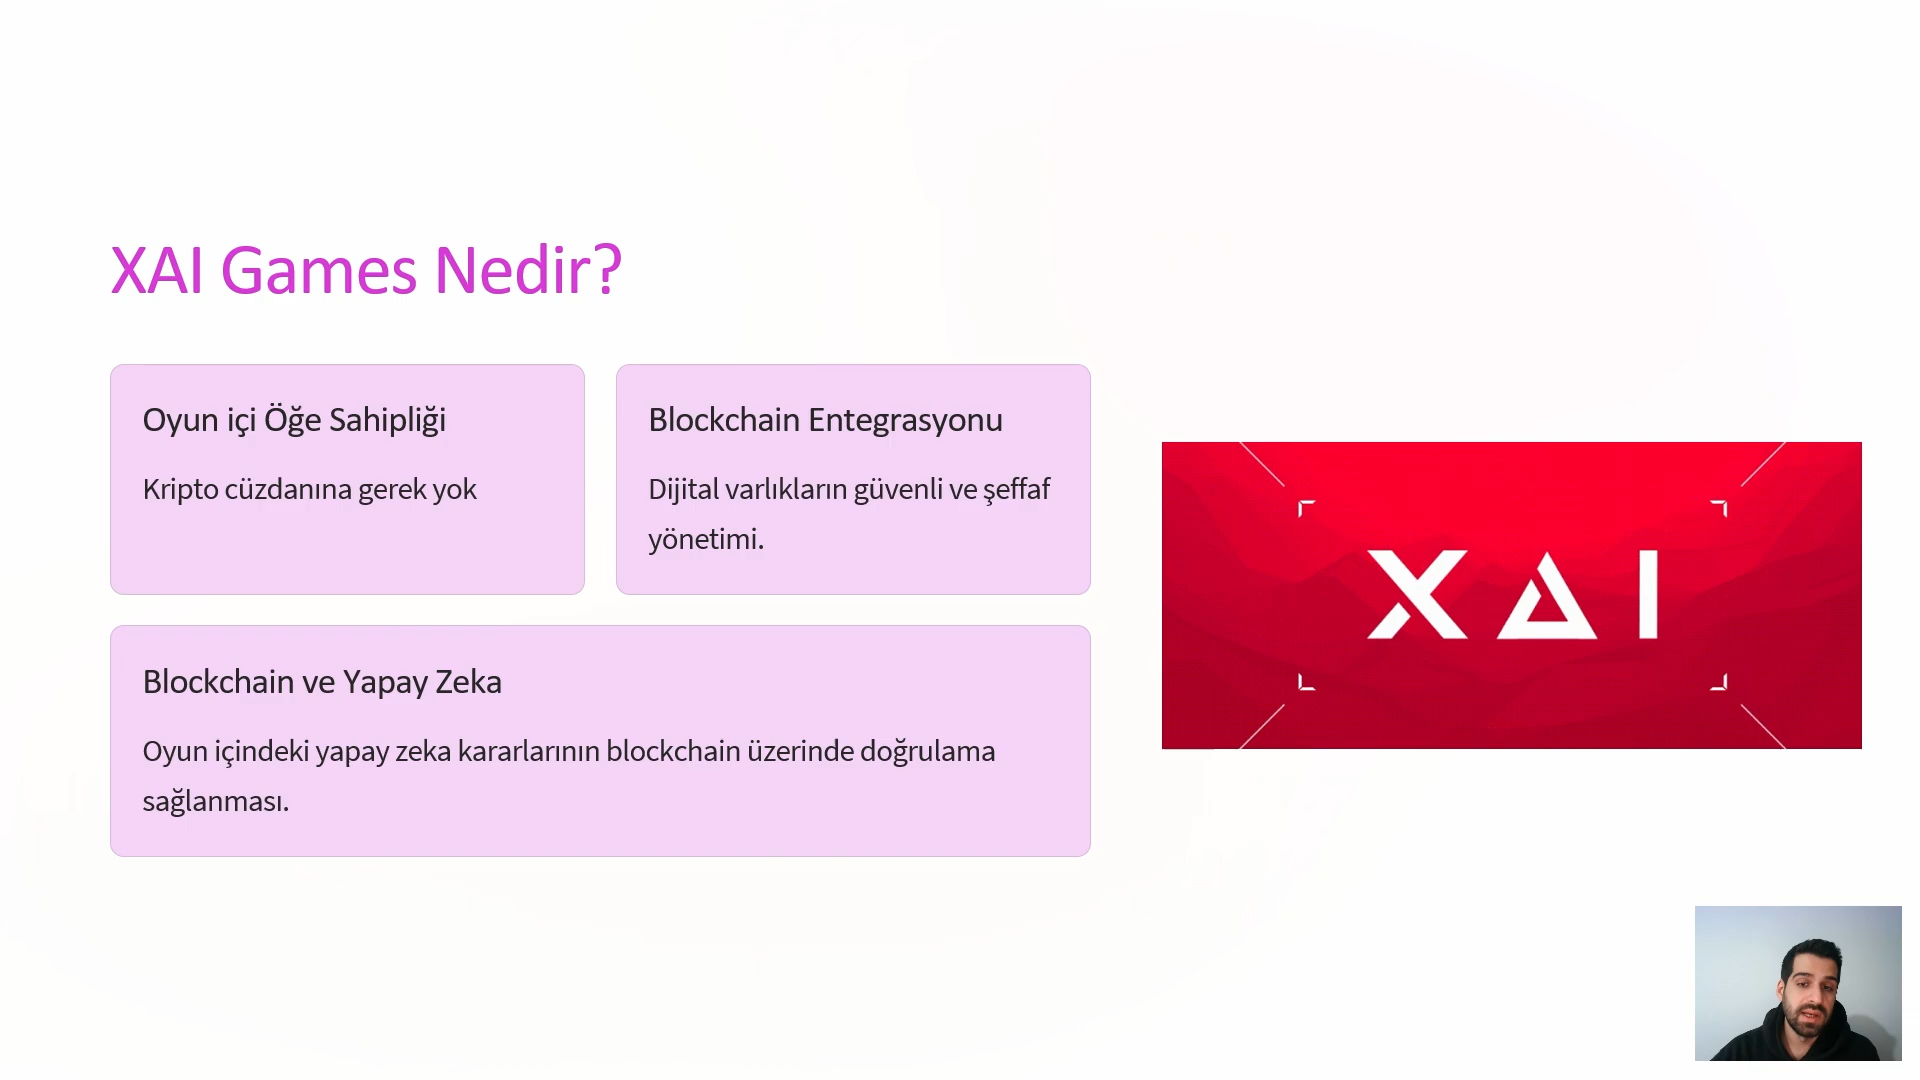 XAI Games Nedir?
Oyun içi Öğe Sahipliği
Kripto cüzdanına gerek yok
Blockchain Entegrasyonu
Dijital varlıkların güvenli ve şeffaf
yönetimi.
Blockchain ve Yapay Zeka
Oyun içindeki yapay zeka kararlarının blockchain üzerinde doğrulama
sağlanması.
XAI